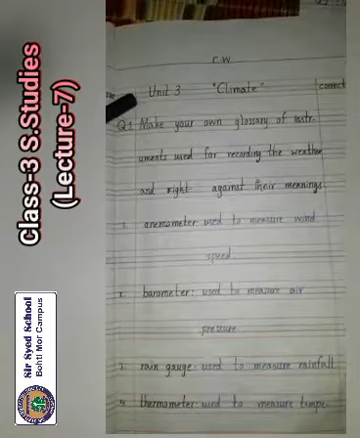 Class-3 S.Studies
(Lecture-7)
Sir Syed School
Bohti Mor Campus
C.W
Unit 3 "Climate"
correct
Q1. Make your own glossary of instr-
uments used for recording the weather
and right against their meanings.
1. anemometer: used to measure wind
speed
2. barometer: used to measure air
pressure
3. rain gauge: used to measure rainfall
4. thermometer: used to measure tempe-